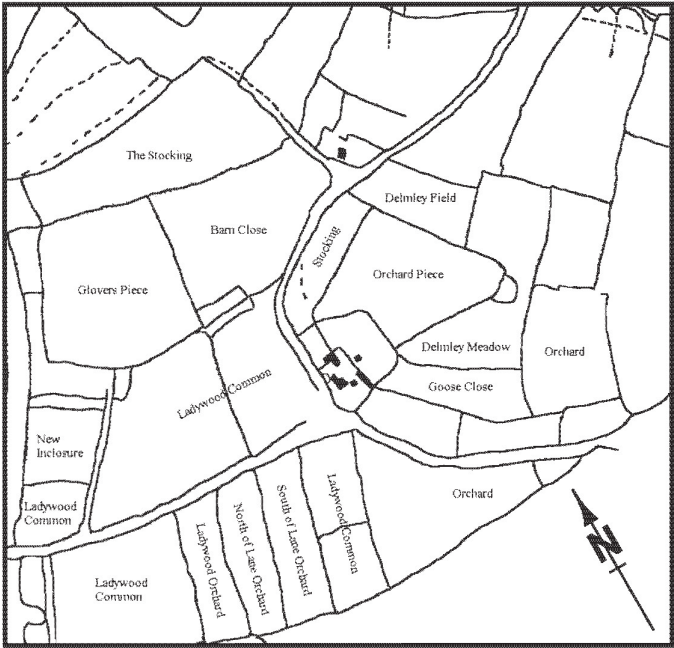 The Stocking
Delmley Field
Barn Close
Stocking
Orchard Piece
Glovers Piece
Delmley Meadow
Orchard
Ladywood Common
Goose Close
New
Inclosure
Ladywood
Common
Ladywood Common
Orchard
South of Lane Orchard
North of Lane Orchard
Ladywood Orchard
Ladywood
Common
N